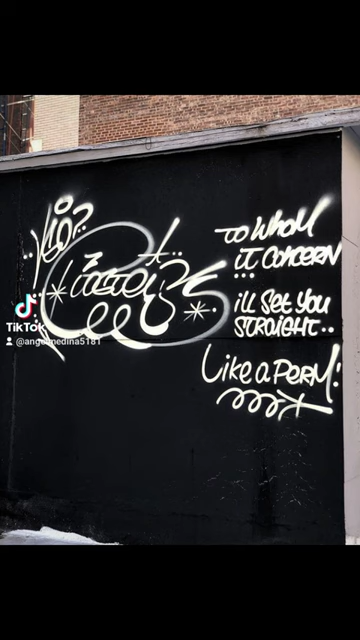 TO WHOM
IT CONCERN
iLL SET YOU
STRAIGHT..
Like a PERM!
TikTok
@angelmedina5181